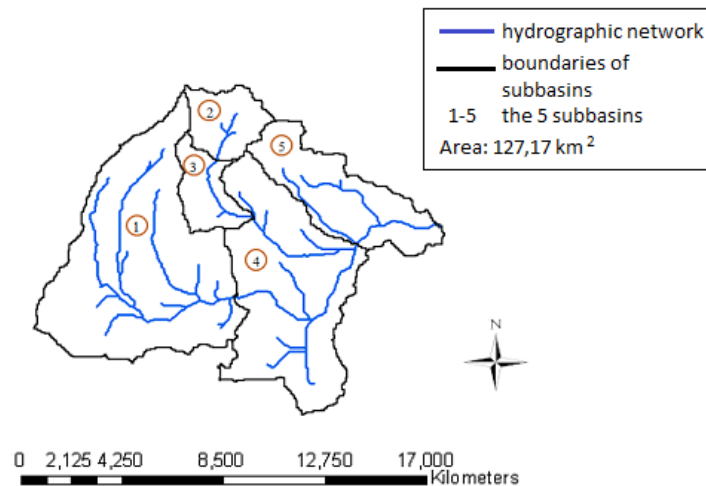 hydrographic network
boundaries of
subbasins
1-5 the 5 subbasins
Area: 127,17 km²
2
5
3
1
4
N
0 2,125 4,250 8,500 12,750 17,000
Kilometers